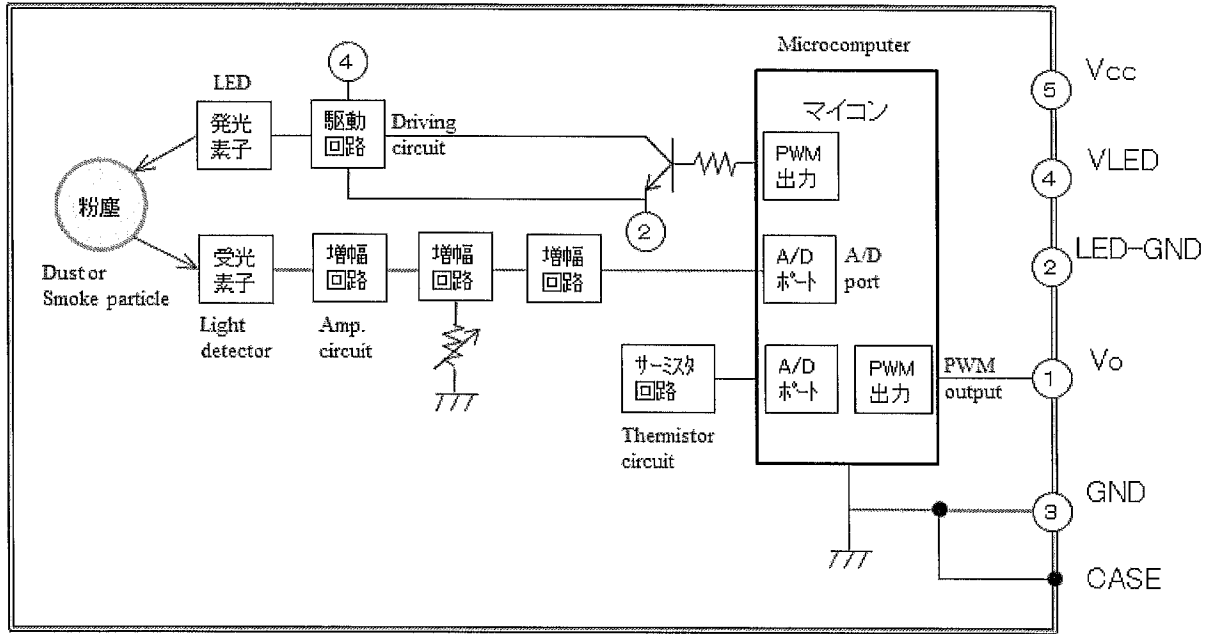 Microcomputer
5 Vcc
4
LED
発光
素子
駆動
回路
Driving
circuit
マイコン
PWM
出力
4 VLED
粉塵
2
2 LED-GND
Dust or
Smoke particle
受光
素子
増幅
回路
増幅
回路
増幅
回路
A/D
ポート
A/D
port
Light
detector
Amp.
circuit
サーミスタ
回路
A/D
ポート
PWM
出力
PWM
output
1 Vo
Thermistor
circuit
3 GND
CASE